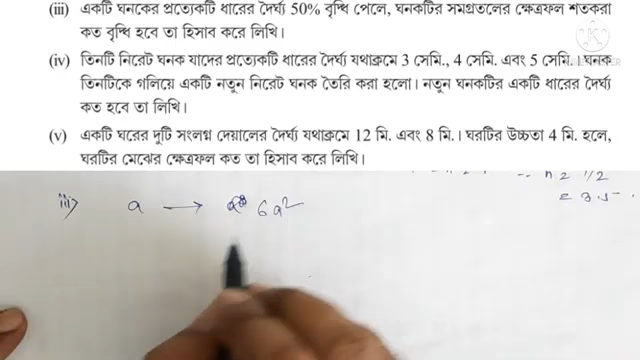 (iii) একটি ঘনকের প্রত্যেকটি ধারের দৈর্ঘ্য 50% বৃদ্ধি পেলে, ঘনকটির সমগ্রতলের ক্ষেত্রফল শতকরা
কত বৃদ্ধি হবে তা হিসাব করে লিখি।
(iv) তিনটি নিরেট ঘনক যাদের প্রত্যেকটি ধারের দৈর্ঘ্য যথাক্রমে 3 সেমি., 4 সেমি. এবং 5 সেমি. । ঘনক
তিনটিকে গলিয়ে একটি নতুন নিরেট ঘনক তৈরি করা হলো। নতুন ঘনকটির একটি ধারের দৈর্ঘ্য
কত হবে তা লিখি।
(v) একটি ঘরের দুটি সংলগ্ন দেয়ালের দৈর্ঘ্য যথাক্রমে 12 মি. এবং 8 মি. । ঘরটির উচ্চতা 4 মি. হলে,
ঘরটির মেঝের ক্ষেত্রফল কত তা হিসাব করে লিখি।
= 3.5
iii) a → 6a²